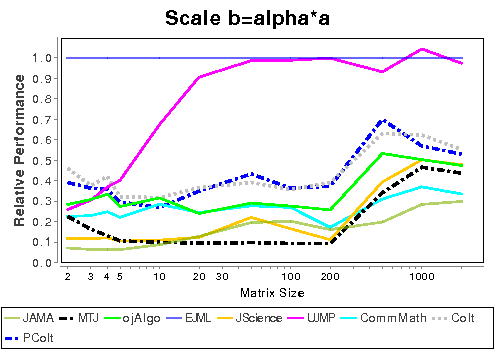 Scale b=alpha*a
Relative Performance
1.0
0.9
0.8
0.7
0.6
0.5
0.4
0.3
0.2
0.1
0.0
2 3 4 5 10 20 30 100 200 1000
Matrix Size
JAMA MTJ ojAlgo EJML JScience UJMP CommMath Colt
PColt